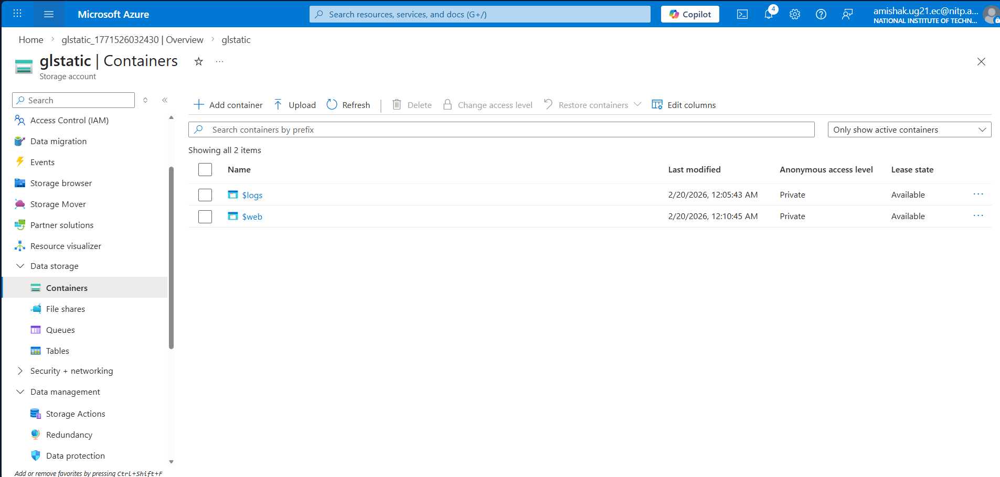 Microsoft Azure
Search resources, services, and docs (G+/)
Copilot
4
amishak.ug21.ec@nitp.a...
NATIONAL INSTITUTE OF TECHN...
Home > glstatic_1771526032430 | Overview > glstatic
glstatic | Containers
Storage account
Search
Access Control (IAM)
Data migration
Events
Storage browser
Storage Mover
Partner solutions
Resource visualizer
Data storage
Containers
File shares
Queues
Tables
Security + networking
Data management
Storage Actions
Redundancy
Data protection
Add or remove favorites by pressing Ctrl+Shift+F
Add container Upload Refresh Delete Change access level Restore containers Edit columns
Search containers by prefix
Only show active containers
Showing all 2 items
Name Last modified Anonymous access level Lease state
$logs 2/20/2026, 12:05:43 AM Private Available
$web 2/20/2026, 12:10:45 AM Private Available